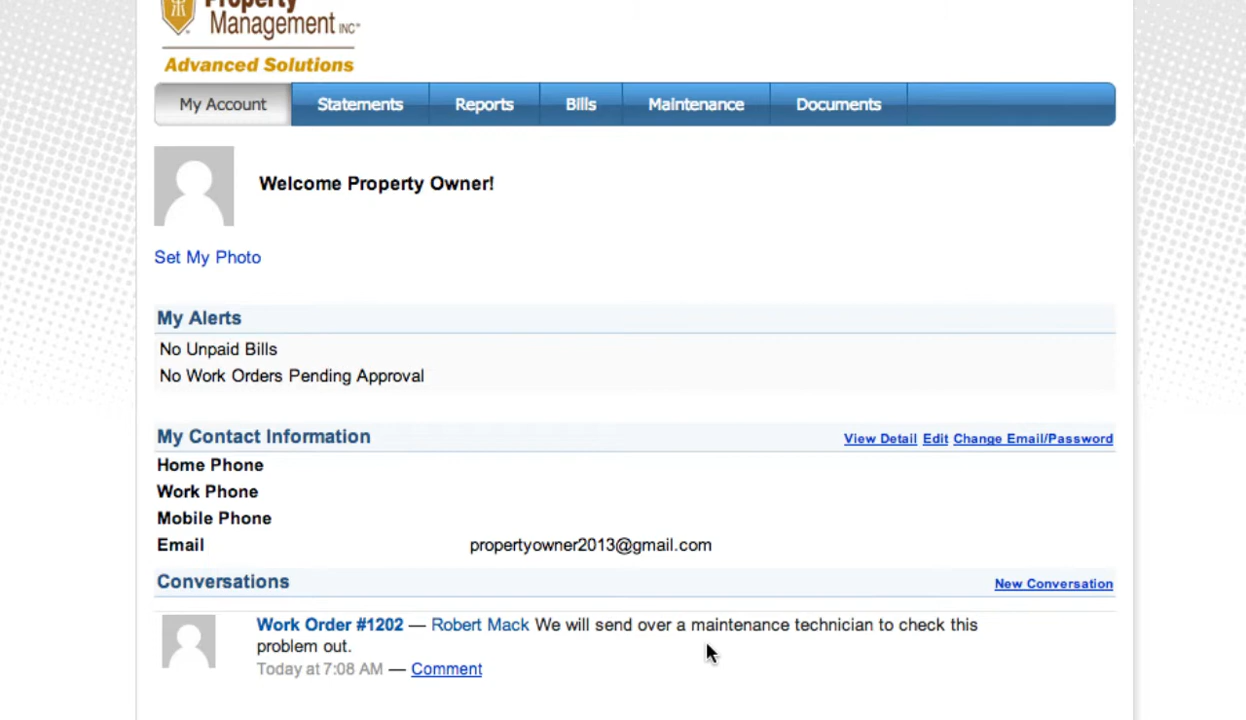 Property
Management INC
Advanced Solutions
My Account Statements Reports Bills Maintenance Documents
Welcome Property Owner!
Set My Photo
My Alerts
No Unpaid Bills
No Work Orders Pending Approval
My Contact Information View Detail Edit Change Email/Password
Home Phone
Work Phone
Mobile Phone
Email propertyowner2013@gmail.com
Conversations New Conversation
Work Order #1202 — Robert Mack We will send over a maintenance technician to check this
problem out.
Today at 7:08 AM — Comment